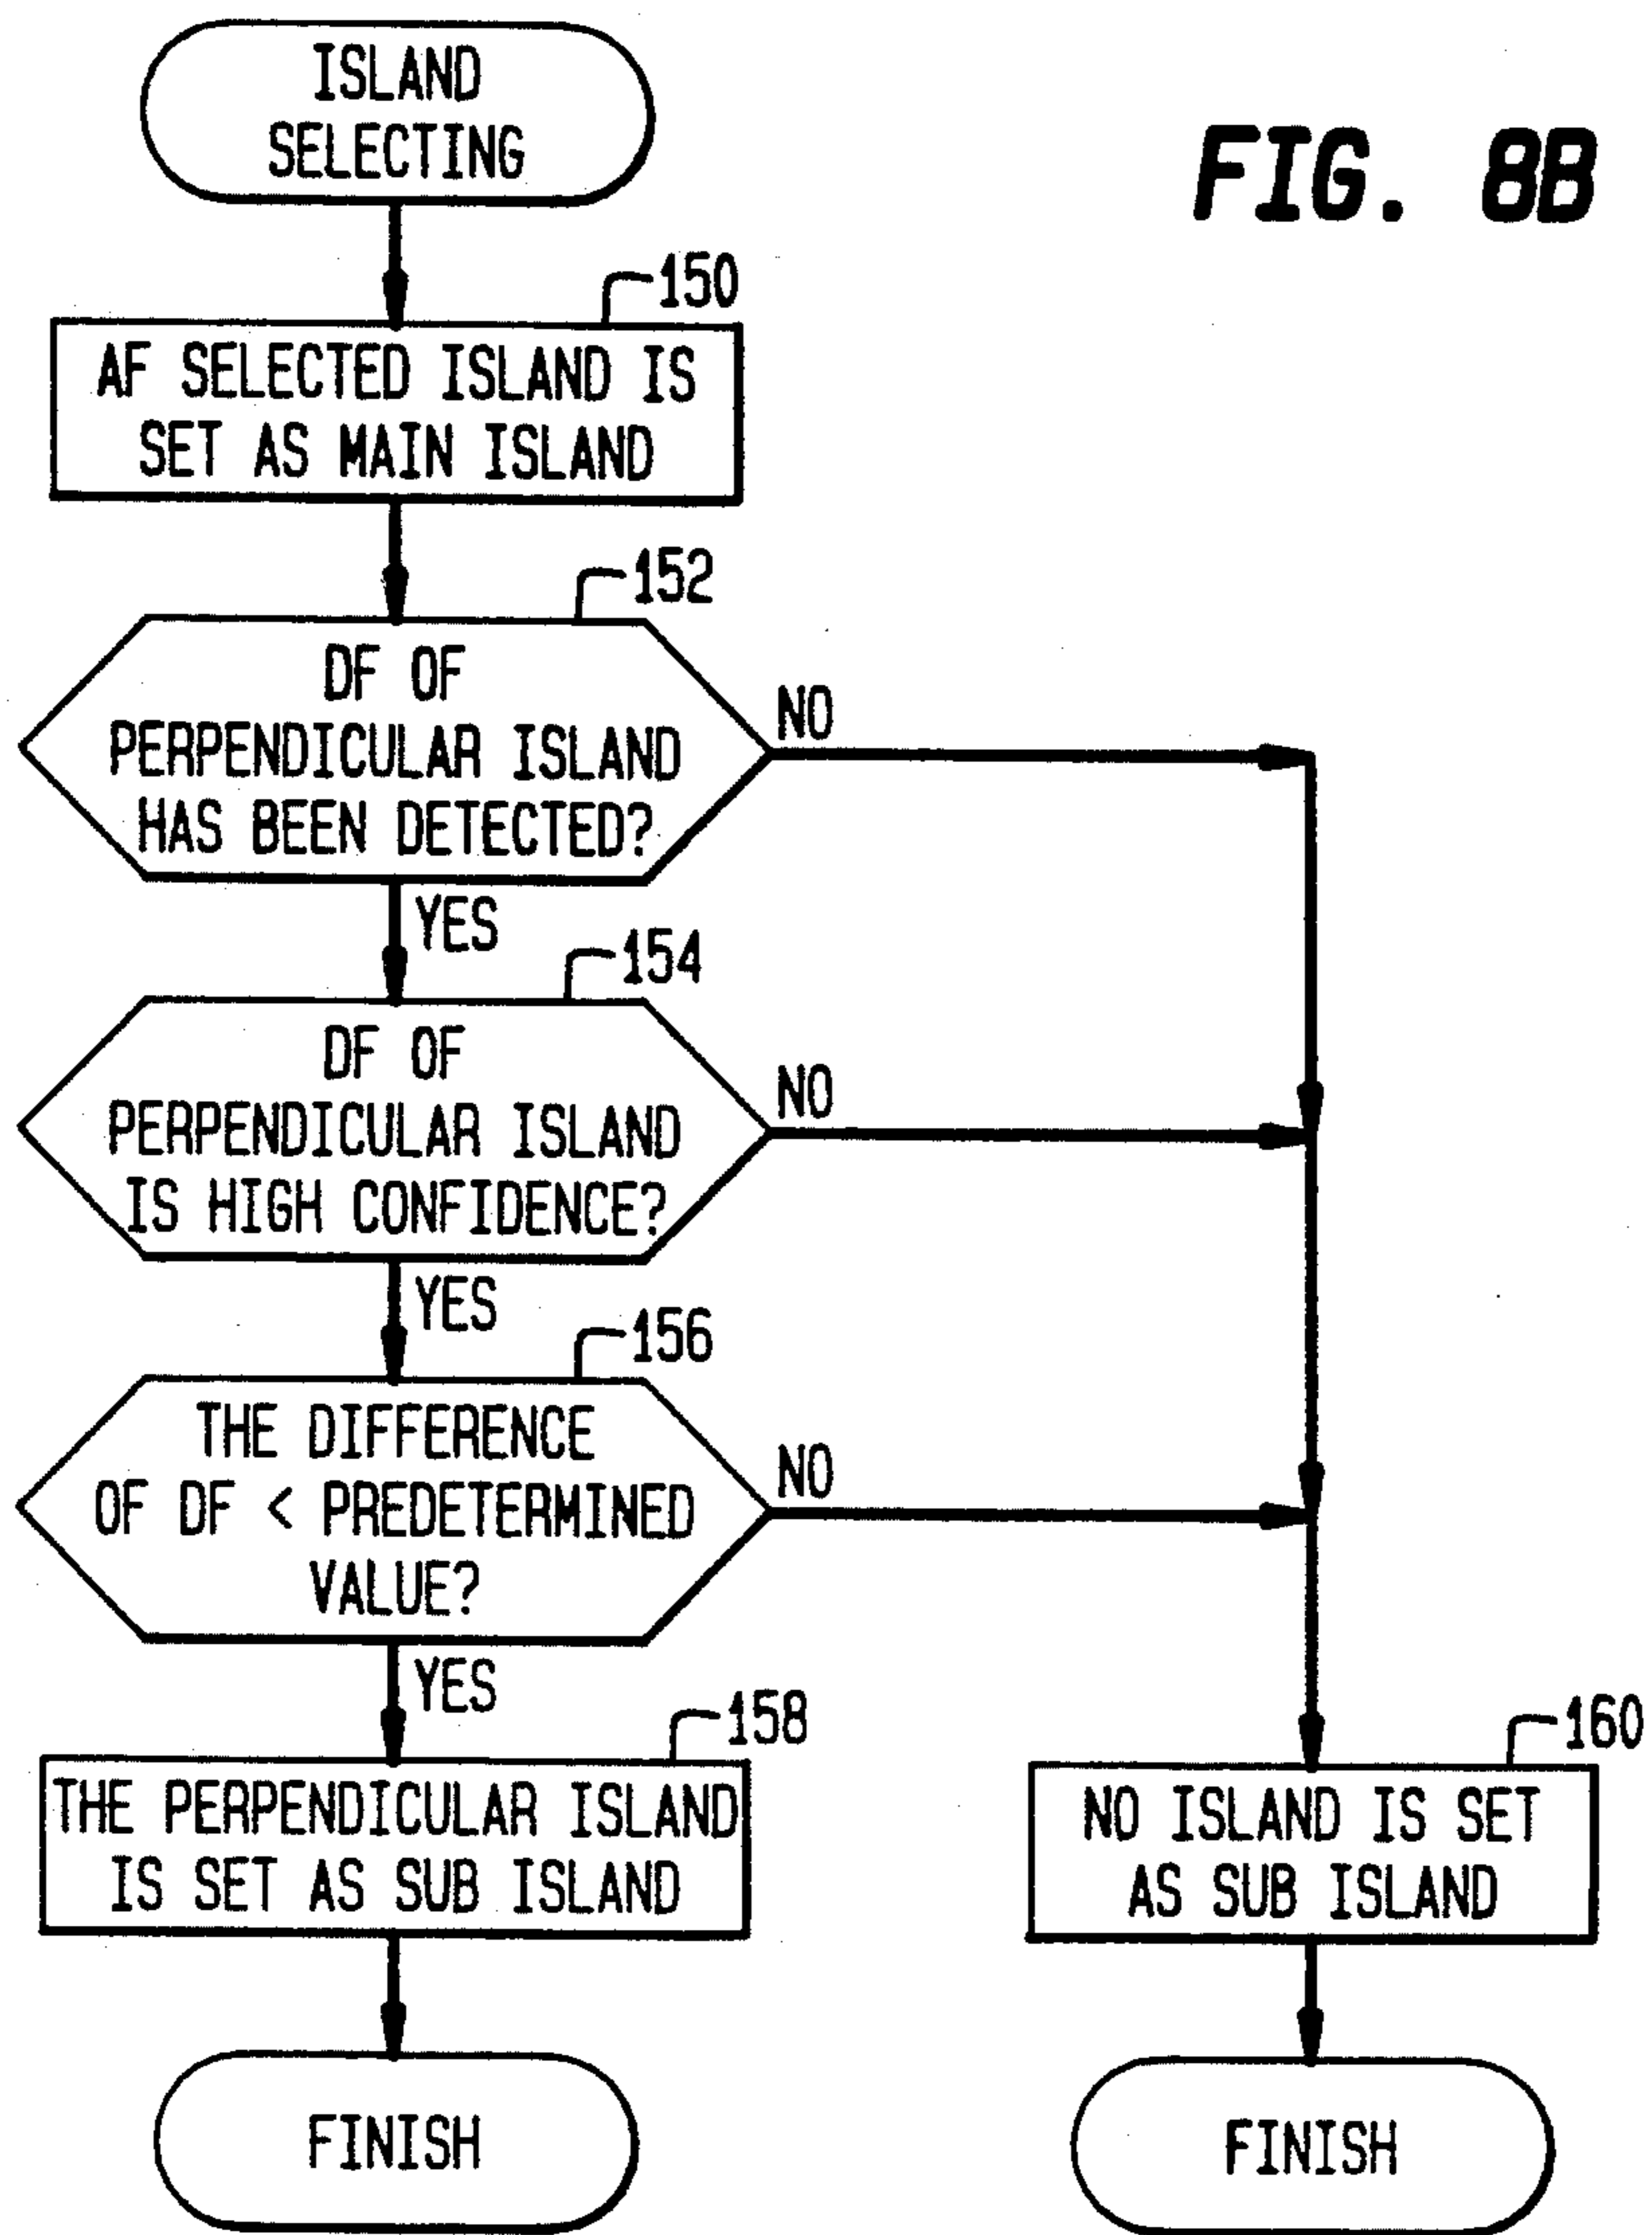 ISLAND
SELECTING
FIG. 8B
150
AF SELECTED ISLAND IS
SET AS MAIN ISLAND
152
DF OF
PERPENDICULAR ISLAND
HAS BEEN DETECTED?
NO
YES
154
DF OF
PERPENDICULAR ISLAND
IS HIGH CONFIDENCE?
NO
YES
156
THE DIFFERENCE
OF DF < PREDETERMINED
VALUE?
NO
YES
158
THE PERPENDICULAR ISLAND
IS SET AS SUB ISLAND
160
NO ISLAND IS SET
AS SUB ISLAND
FINISH
FINISH